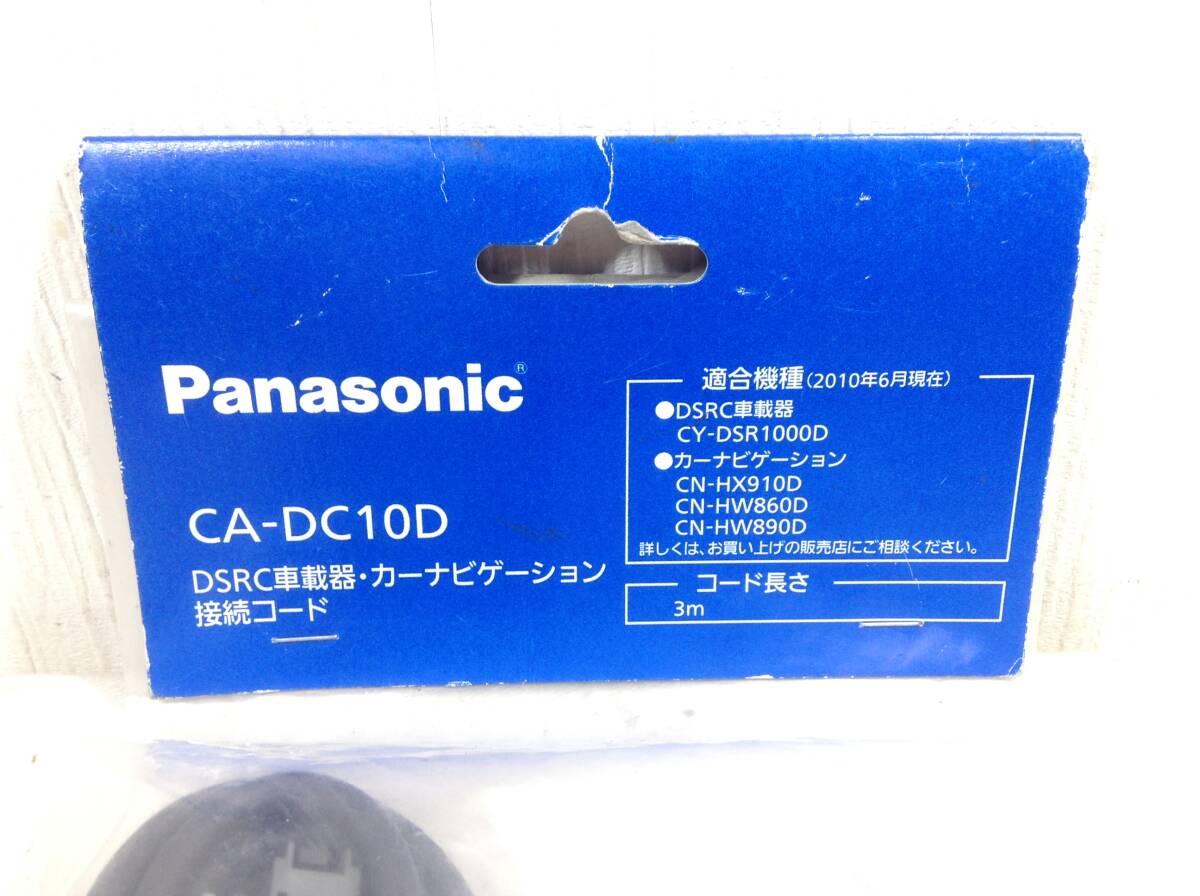 Panasonic®
CA-DC10D
DSRC車載器・カーナビゲーション
接続コード
適合機種（2010年6月現在）
●DSRC車載器
CY-DSR1000D
●カーナビゲーション
CN-HX910D
CN-HW860D
CN-HW890D
詳しくは、お買い上げの販売店にご相談ください。
コード長さ
3m